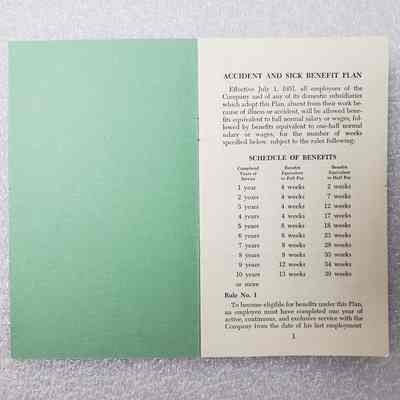 ACCIDENT AND SICK BENEFIT PLAN
Effective July 1, 1951, all employees of the
Company and of any of its domestic subsidiaries
which adopt this Plan, absent from their work be-
cause of illness or accident, will be allowed bene-
fits equivalent to full normal salary or wages, fol-
lowed by benefits equivalent to one-half normal
salary or wages, for the number of weeks
specified below, subject to the rules following:
SCHEDULE OF BENEFITS
Completed Years of Service Benefits Equivalent to Full Pay Benefits Equivalent to Half Pay
1 year 4 weeks 2 weeks
2 years 4 weeks 7 weeks
3 years 4 weeks 12 weeks
4 years 4 weeks 17 weeks
5 years 6 weeks 18 weeks
6 years 6 weeks 23 weeks
7 years 8 weeks 28 weeks
8 years 9 weeks 30 weeks
9 years 12 weeks 34 weeks
10 years 13 weeks 39 weeks
or more
Rule No. 1
To become eligible for benefits under this Plan,
an employee must have completed one year of
active, continuous, and exclusive service with the
Company from the date of his last employment
1